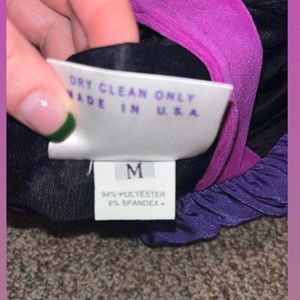 DRY CLEAN ONLY
MADE IN U.S.A.
M
94% POLYESTER
6% SPANDEX